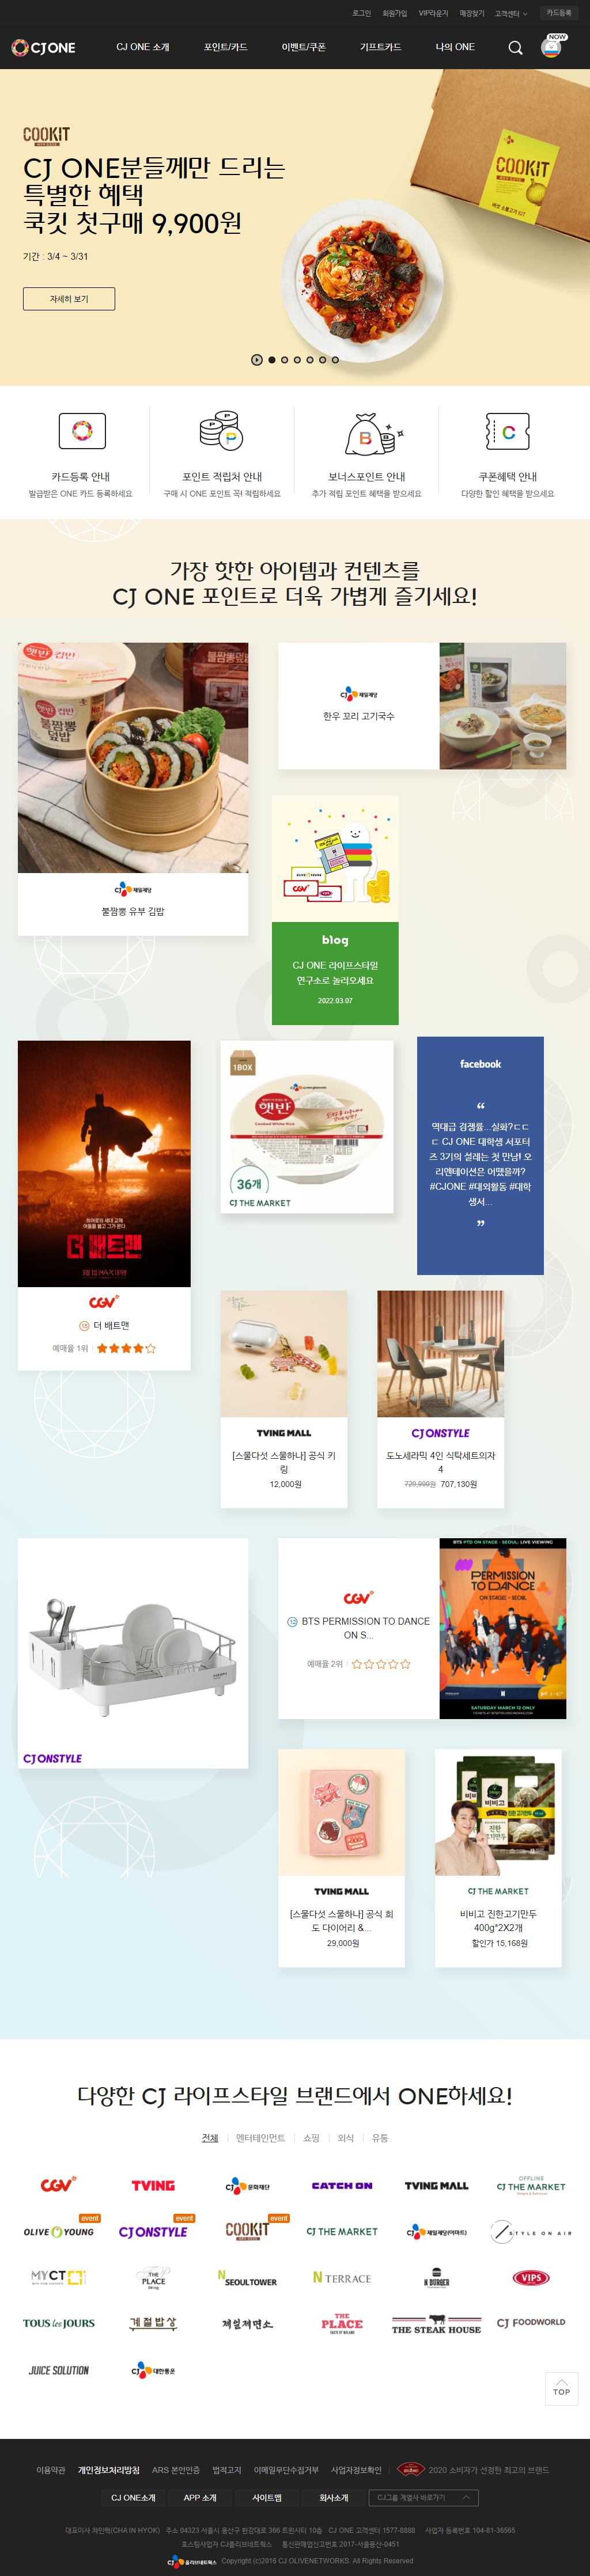 로그인 회원가입 VIP라운지 매장찾기 고객센터 카드등록
CJ ONE CJ ONE 소개 포인트/카드 이벤트/쿠폰 기프트카드 나의 ONE NOW
COOKIT
CJ ONE분들께만 드리는
특별한 혜택
쿡킷 첫구매 9,900원
기간 : 3/4 ~ 3/31
자세히 보기
COOKIT
카드등록 안내 포인트 적립처 안내 보너스포인트 안내 쿠폰혜택 안내
발급받은 ONE 카드 등록하세요 구매 시 ONE 포인트 꼭! 적립하세요 추가 적립 포인트 혜택을 받으세요 다양한 할인 혜택을 받으세요
가장 핫한 아이템과 컨텐츠를
CJ ONE 포인트로 더욱 가볍게 즐기세요!
CJ 제일제당
불짬뽕 유부 김밥
CJ 제일제당
한우 꼬리 고기국수
blog
CJ ONE 라이프스타일
연구소로 놀러오세요
2022.03.07
더 배트맨
CGV
15 더 배트맨
예매율 1위
1BOX
햇반
Cooked White Rice
36개
CJ THE MARKET
facebook
“
역대급 경쟁률...실화?ㄷㄷ
ㄷ CJ ONE 대학생 서포터
즈 3기의 설레는 첫 만남! 오
리엔테이션은 어땠을까?
#CJONE #대외활동 #대학
생서...
”
TVING MALL
[스물다섯 스물하나] 공식 키
링
12,000원
CJ ONSTYLE
도노세라믹 4인 식탁세트의자
4
729,000원 707,130원
CJ ONSTYLE
CGV
12 BTS PERMISSION TO DANCE
ON S...
예매율 2위
BTS PTD ON STAGE - SEOUL: LIVE VIEWING
PERMISSION
TO DANCE
ON STAGE - SEOUL
SATURDAY MARCH 12 ONLY
TVING MALL
[스물다섯 스물하나] 공식 희
도 다이어리 &...
29,000원
비비고
CJ THE MARKET
비비고 진한고기만두
400g*2X2개
할인가 15,168원
다양한 CJ 라이프스타일 브랜드에서 ONE하세요!
전체 엔터테인먼트 쇼핑 외식 유통
CGV TVING CJ 문화재단 CATCH ON TVING MALL OFFLINE CJ THE MARKET
event event event
OLIVE YOUNG CJ ONSTYLE COOKIT CJ THE MARKET CJ 제일제당(이마트) STYLE ON AIR
MYCT THE PLACE Dining N SEOULTOWER N TERRACE N BURGER VIPS
TOUS les JOURS 계절밥상 제일제면소 THE PLACE THE STEAK HOUSE CJ FOODWORLD
JUICE SOLUTION CJ 대한통운
TOP
이용약관 개인정보처리방침 ARS 본인인증 법적고지 이메일무단수집거부 사업자정보확인 2020 소비자가 선정한 최고의 브랜드
CJ ONE소개 APP 소개 사이트맵 회사소개 CJ그룹 계열사 바로가기
대표이사 차인혁(CHA IN HYOK) 주소 04323 서울시 용산구 한강대로 366 트윈시티 10층 CJ ONE 고객센터 1577-8888 사업자 등록번호 104-81-36565
호스팅사업자 CJ올리브네트웍스 통신판매업신고번호 2017-서울용산-0451
CJ 올리브네트웍스 Copyright (c)2016 CJ OLIVENETWORKS. All Rights Reserved